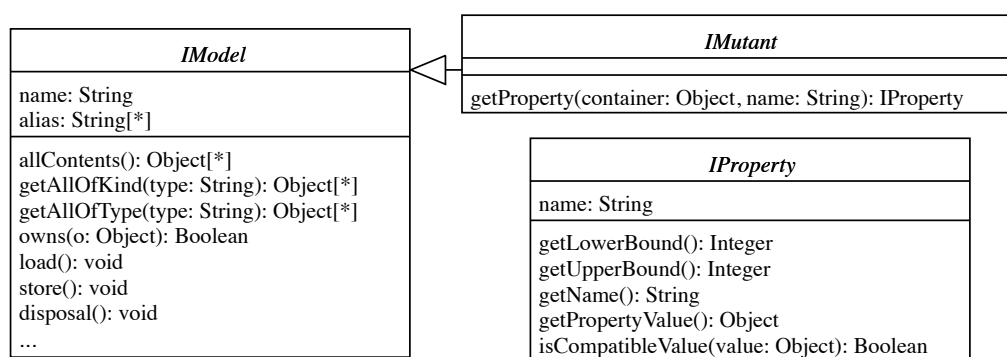 IModel
name: String
alias: String[*]
allContents(): Object[*]
getAllOfKind(type: String): Object[*]
getAllOfType(type: String): Object[*]
owns(o: Object): Boolean
load(): void
store(): void
disposal(): void
...
IMutant
getProperty(container: Object, name: String): IProperty
IProperty
name: String
getLowerBound(): Integer
getUpperBound(): Integer
getName(): String
getPropertyValue(): Object
isCompatibleValue(value: Object): Boolean